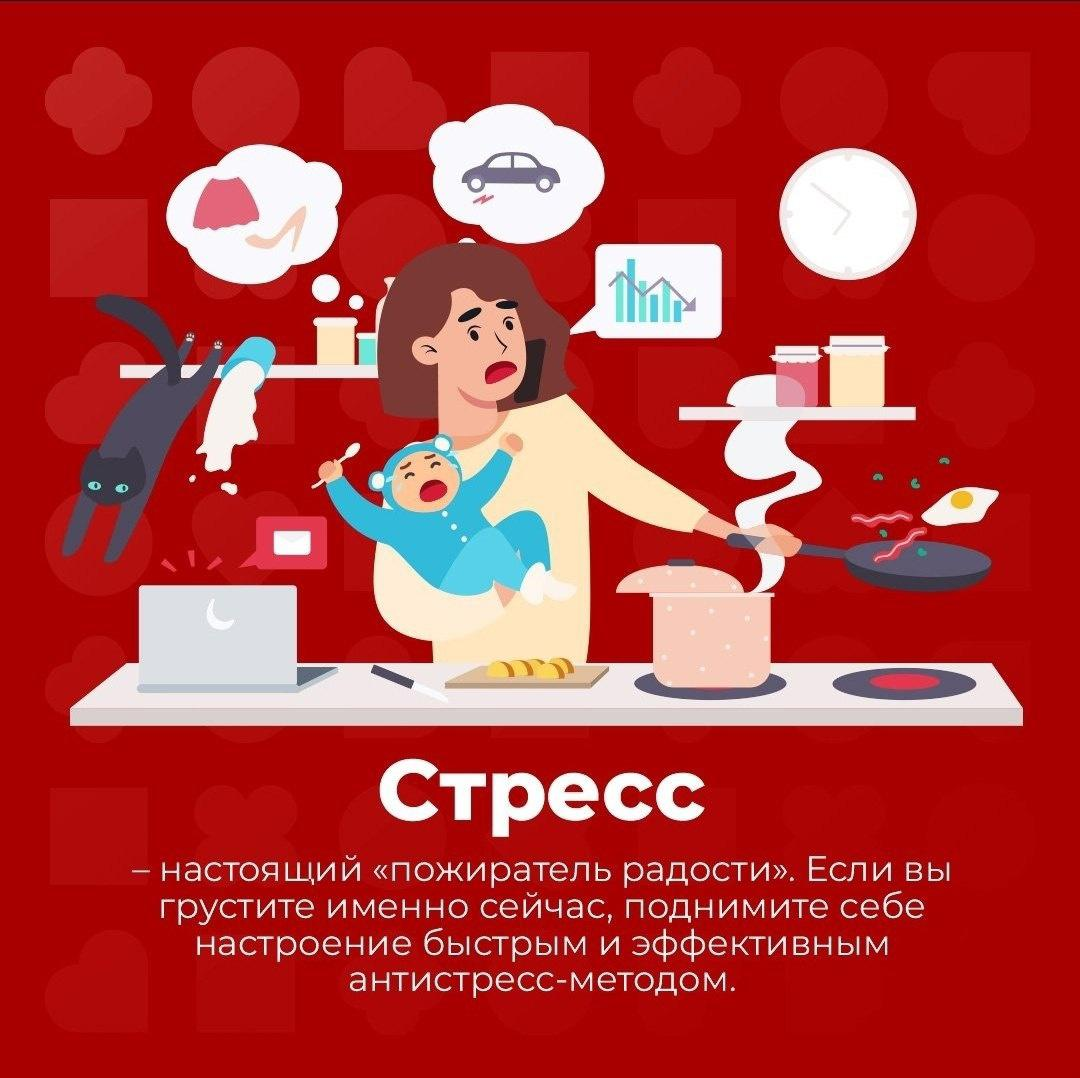 Стресс
– настоящий «пожиратель радости». Если вы
грустите именно сейчас, поднимите себе
настроение быстрым и эффективным
антистресс-методом.